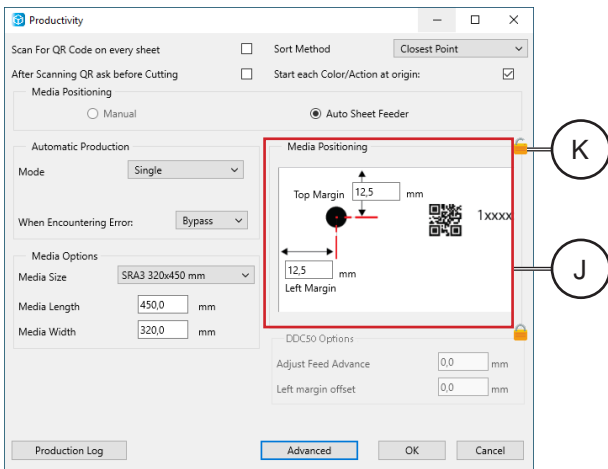 Productivity
Scan For QR Code on every sheet
Sort Method Closest Point
After Scanning QR ask before Cutting
Start each Color/Action at origin:
Media Positioning
Manual Auto Sheet Feeder
Automatic Production
Mode Single
When Encountering Error: Bypass
Media Options
Media Size SRA3 320x450 mm
Media Length 450,0 mm
Media Width 320,0 mm
Media Positioning
Top Margin 12,5 mm
1xxxx
12,5 mm
Left Margin
DDC50 Options
Adjust Feed Advance 0,0 mm
Left margin offset 0,0 mm
Production Log Advanced OK Cancel
K
J